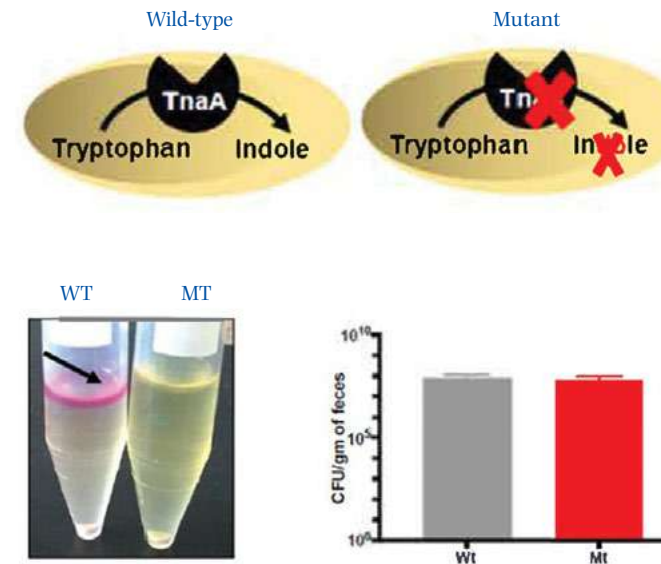 Wild-type
Mutant
TnaA
Tryptophan
Indole
Tryptophan
WT
MT
CFU/gm of feces
10^10
10^5
10^0
Wt
Mt